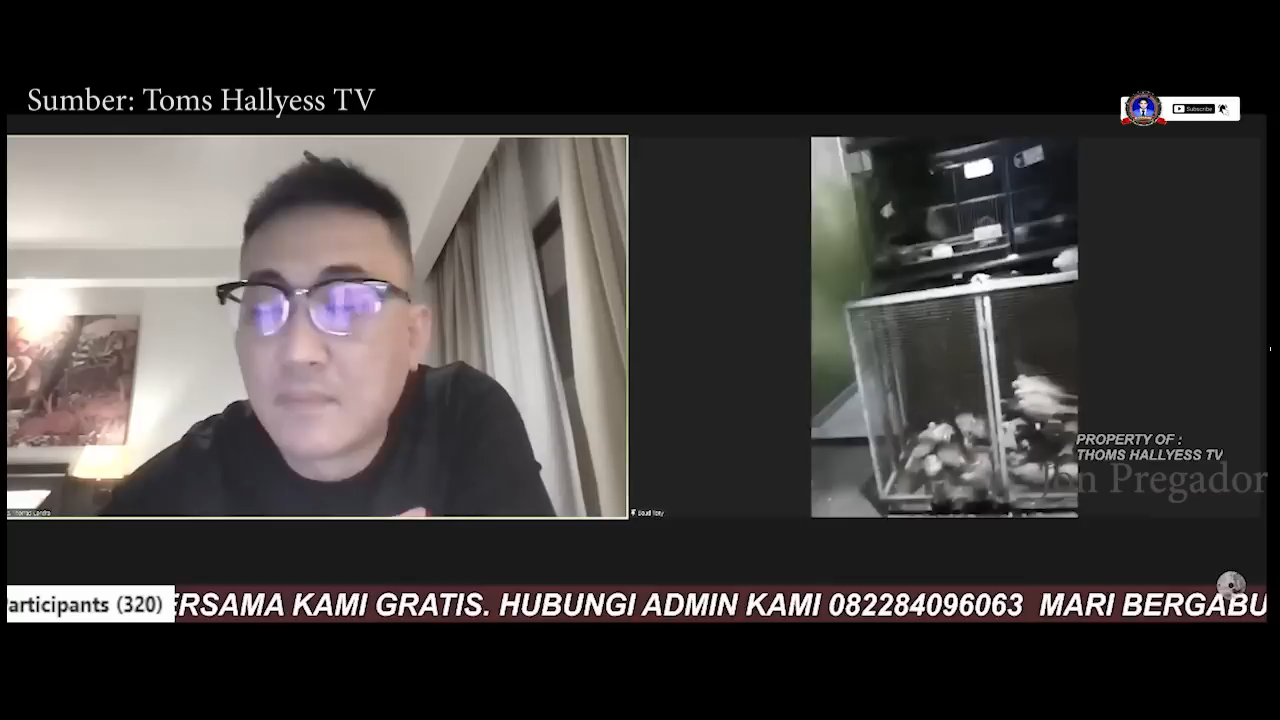 Sumber: Toms Hallyess TV
Subscribe
PROPERTY OF :
THOMS HALLYESS TV
Pregador
articipants (320)
ERSAMA KAMI GRATIS. HUBUNGI ADMIN KAMI 082284096063 MARI BERGABU